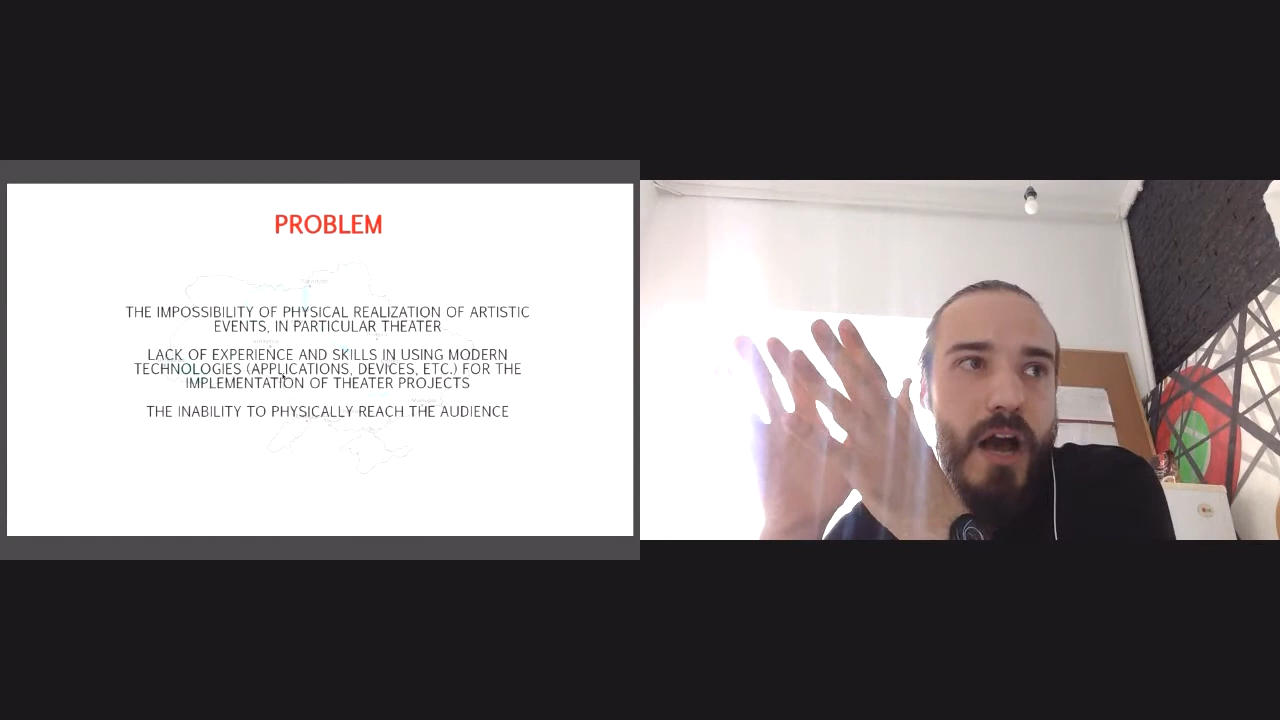 PROBLEM
THE IMPOSSIBILITY OF PHYSICAL REALIZATION OF ARTISTIC
EVENTS, IN PARTICULAR THEATER
LACK OF EXPERIENCE AND SKILLS IN USING MODERN
TECHNOLOGIES (APPLICATIONS, DEVICES, ETC.) FOR THE
IMPLEMENTATION OF THEATER PROJECTS
THE INABILITY TO PHYSICALLY REACH THE AUDIENCE